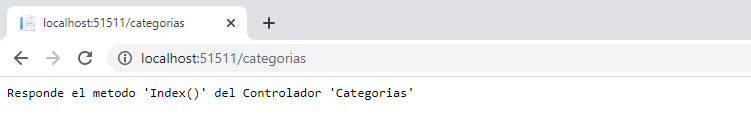 localhost:51511/categorias
localhost:51511/categorias
Responde el metodo 'Index()' del Controlador 'Categorias'